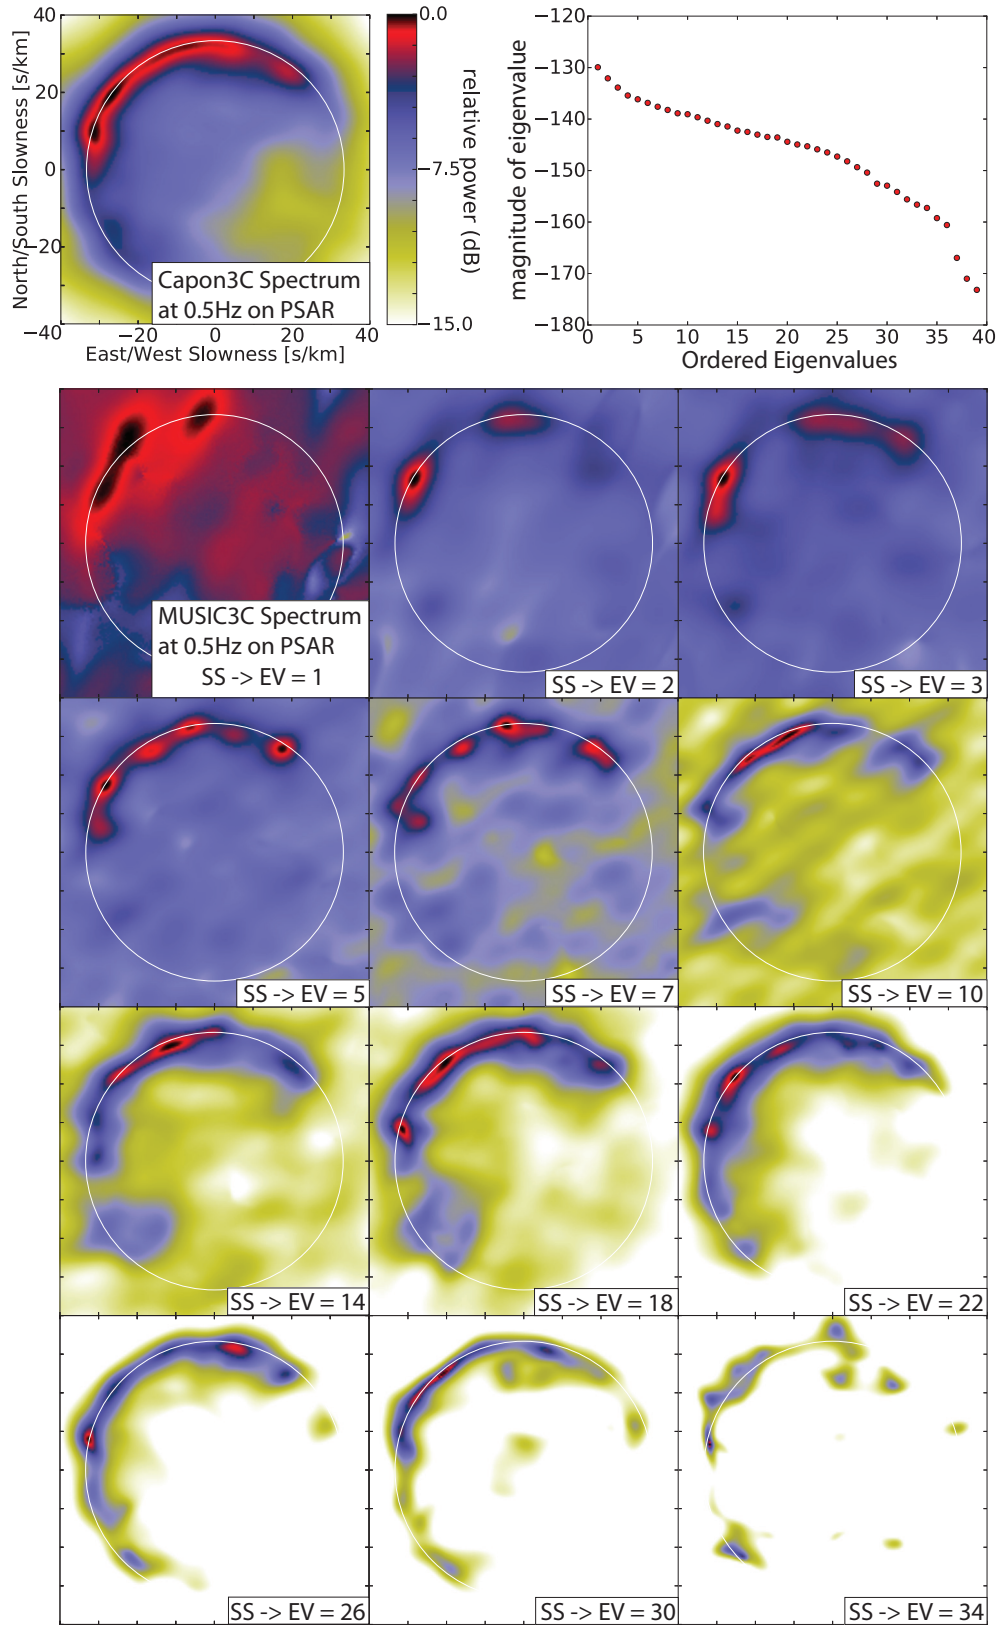 40
20
0
−20
−40
North/South Slowness [s/km]
−40
−20
0
20
40
East/West Slowness [s/km]
Capon3C Spectrum
at 0.5Hz on PSAR
0.0
−7.5
−15.0
relative power (dB)
−120
−130
−140
−150
−160
−170
−180
magnitude of eigenvalue
0
5
10
15
20
25
30
35
40
Ordered Eigenvalues
MUSIC3C Spectrum
at 0.5Hz on PSAR
SS -> EV = 1
SS -> EV = 2
SS -> EV = 3
SS -> EV = 5
SS -> EV = 7
SS -> EV = 10
SS -> EV = 14
SS -> EV = 18
SS -> EV = 22
SS -> EV = 26
SS -> EV = 30
SS -> EV = 34